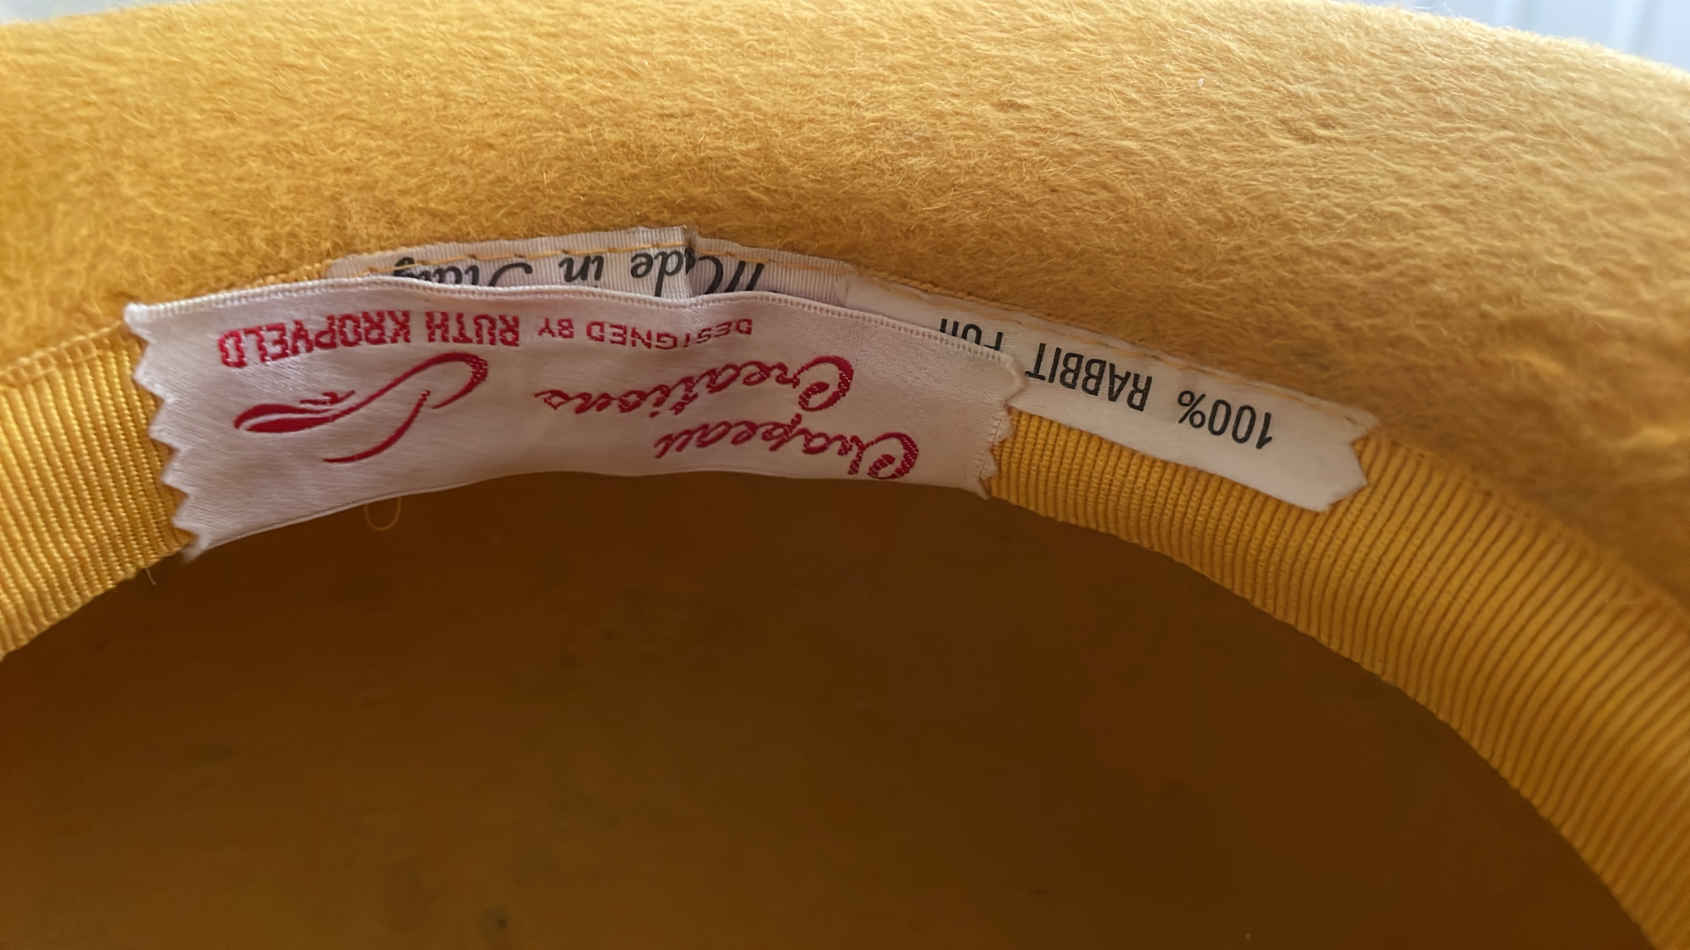 Chapeau
Creations
DESIGNED BY RUTH KROPVELD
Made in Italy
100% RABBIT FUR